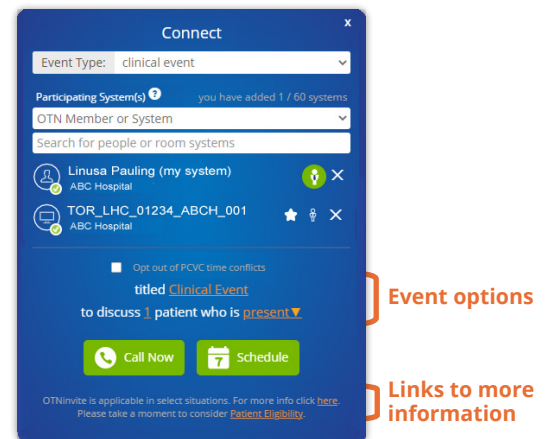 Connect
x
Event Type: clinical event
Participating System(s) ? you have added 1 / 60 systems
OTN Member or System
Search for people or room systems
Linusa Pauling (my system)
ABC Hospital
TOR_LHC_01234_ABCH_001
ABC Hospital
Opt out of PCVC time conflicts
titled Clinical Event
to discuss 1 patient who is present
Event options
Call Now
7 Schedule
OTNinvite is applicable in select situations. For more info click here.
Please take a moment to consider Patient Eligibility.
Links to more
information